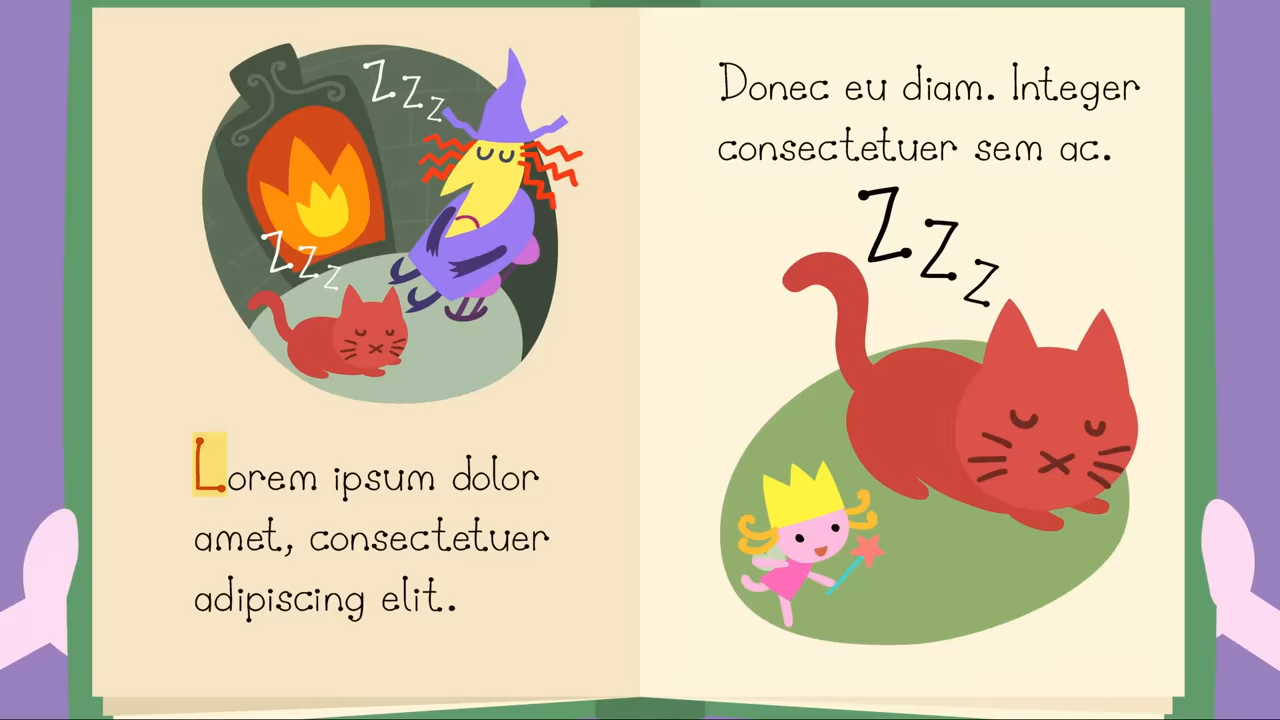 Z z z
Z z z
Lorem ipsum dolor
amet, consectetuer
adipiscing elit.
Donec eu diam. Integer
consectetuer sem ac.
Z z z